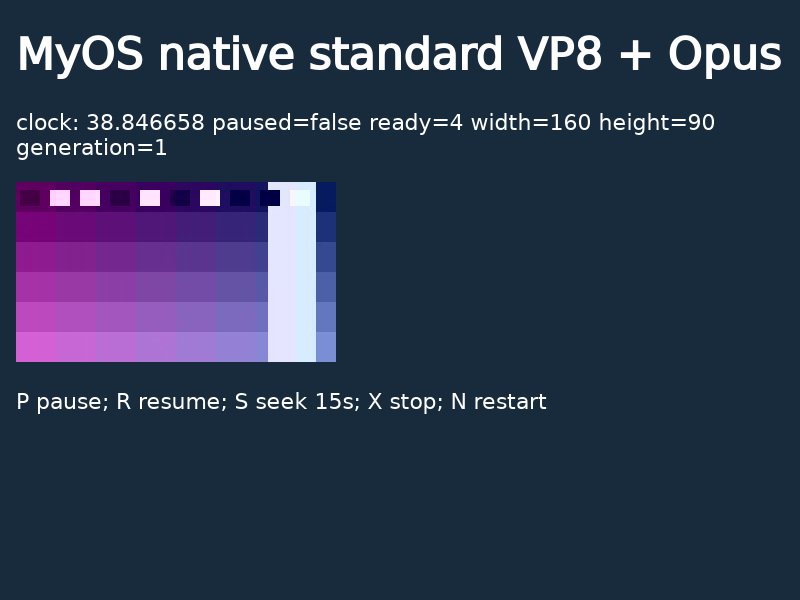 MyOS native standard VP8 + Opus
clock: 38.846658 paused=false ready=4 width=160 height=90
generation=1
P pause; R resume; S seek 15s; X stop; N restart